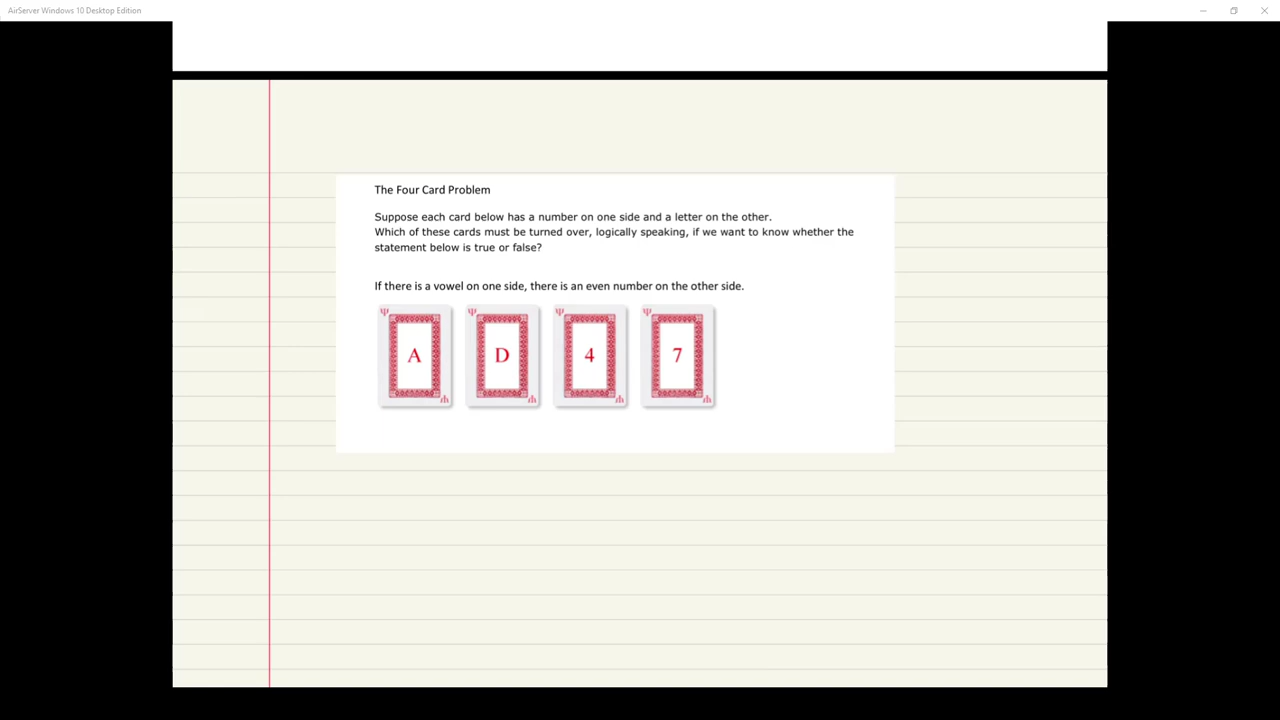 AirServer Windows 10 Desktop Edition
The Four Card Problem
Suppose each card below has a number on one side and a letter on the other.
Which of these cards must be turned over, logically speaking, if we want to know whether the
statement below is true or false?
If there is a vowel on one side, there is an even number on the other side.
Ψ Ψ Ψ Ψ
A D 4 7
Ψ Ψ Ψ Ψ